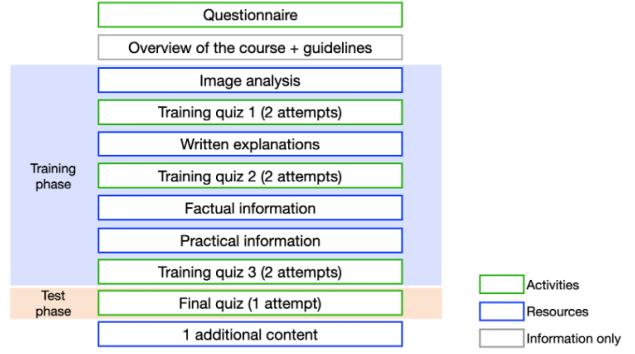 Questionnaire
Overview of the course + guidelines
Image analysis
Training quiz 1 (2 attempts)
Written explanations
Training quiz 2 (2 attempts)
Training
phase
Factual information
Practical information
Training quiz 3 (2 attempts)
Test
phase
Final quiz (1 attempt)
1 additional content
Activities
Resources
Information only